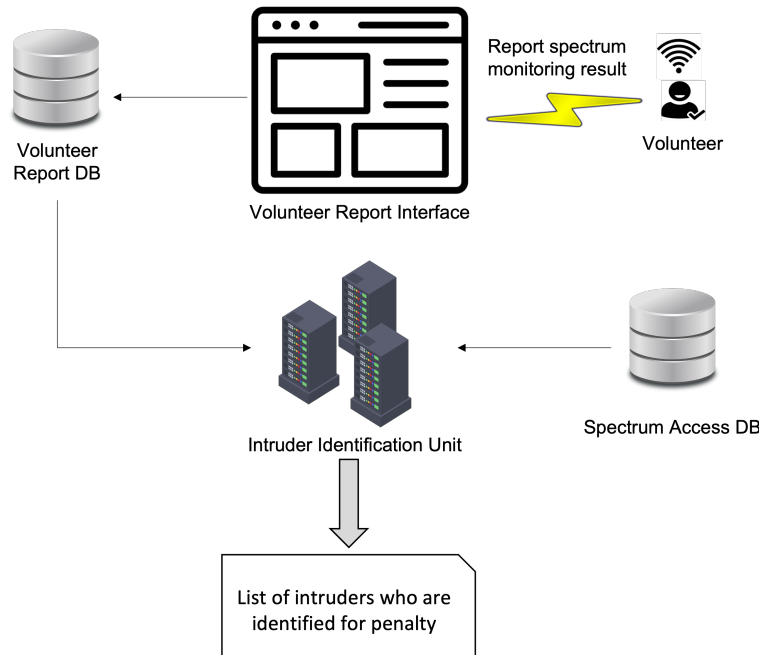 Report spectrum
monitoring result
Volunteer
Volunteer
Report DB
Volunteer Report Interface
Spectrum Access DB
Intruder Identification Unit
List of intruders who are
identified for penalty